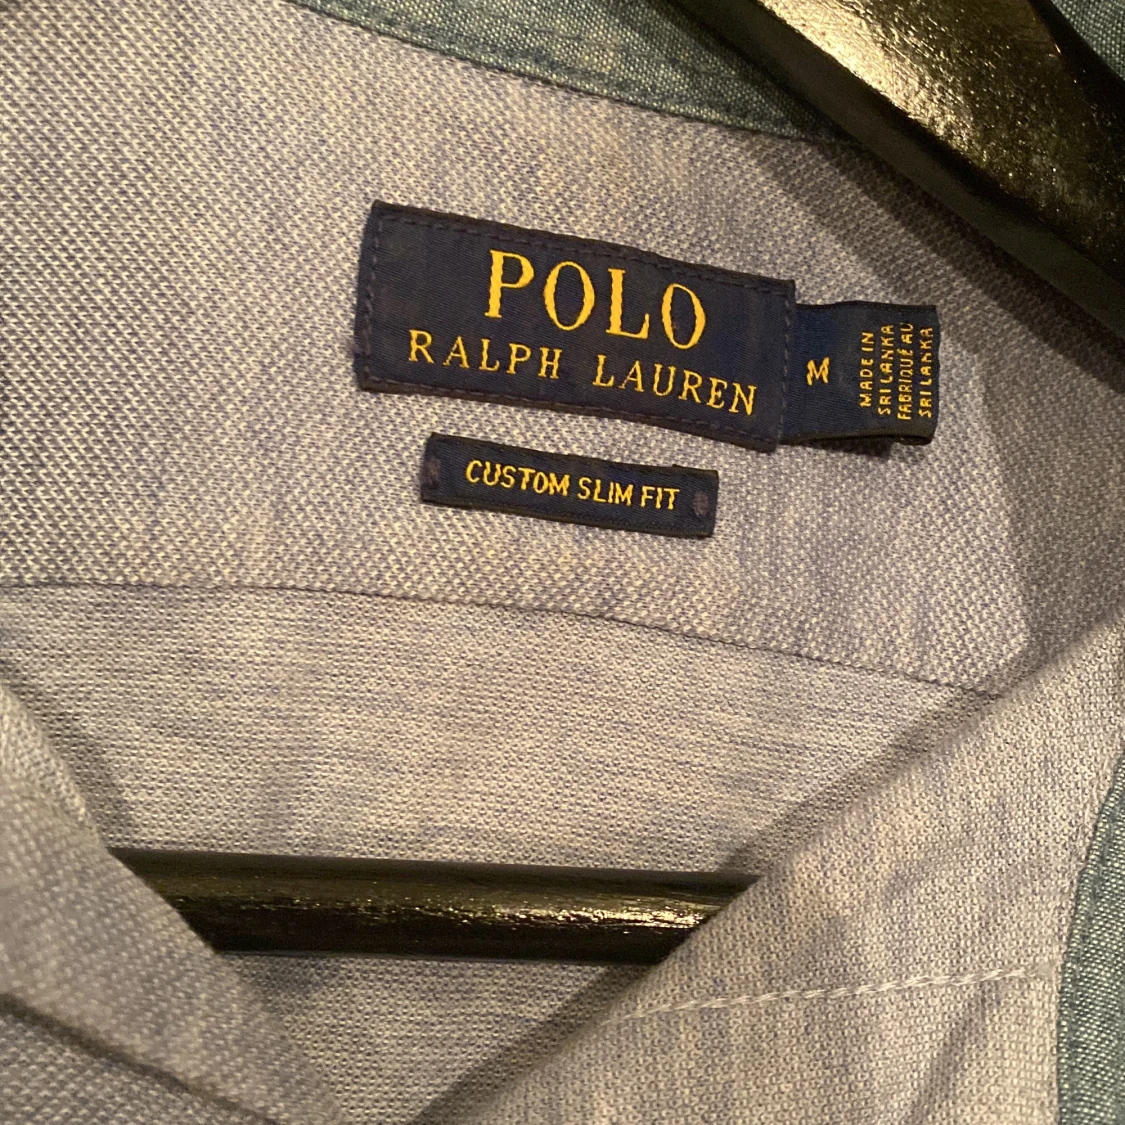 POLO
RALPH LAUREN
M
MADE IN
SRI LANKA
FABRIQUÉ AU
SRI LANKA
CUSTOM SLIM FIT